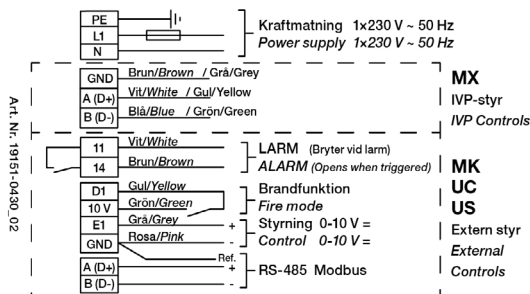 PE
L1
N
Kraftmatning 1×230 V ~ 50 Hz
Power supply 1×230 V ~ 50 Hz
GND Brun/Brown / Grå/Grey
A (D+) Vit/White / Gul/Yellow
B (D-) Blå/Blue / Grön/Green
MX
IVP-styr
IVP Controls
Art. Nr. 19151-0430_02
11 Vit/White
14 Brun/Brown
LARM (Bryter vid larm)
ALARM (Opens when triggered)
D1 Gul/Yellow
10 V Grön/Green
Brandfunktion
Fire mode
E1 Grå/Grey +
GND Rosa/Pink -
Styrning 0-10 V =
Control 0-10 V =
Ref.
A (D+) +
B (D-) -
RS-485 Modbus
MK
UC
US
Extern styr
External
Controls